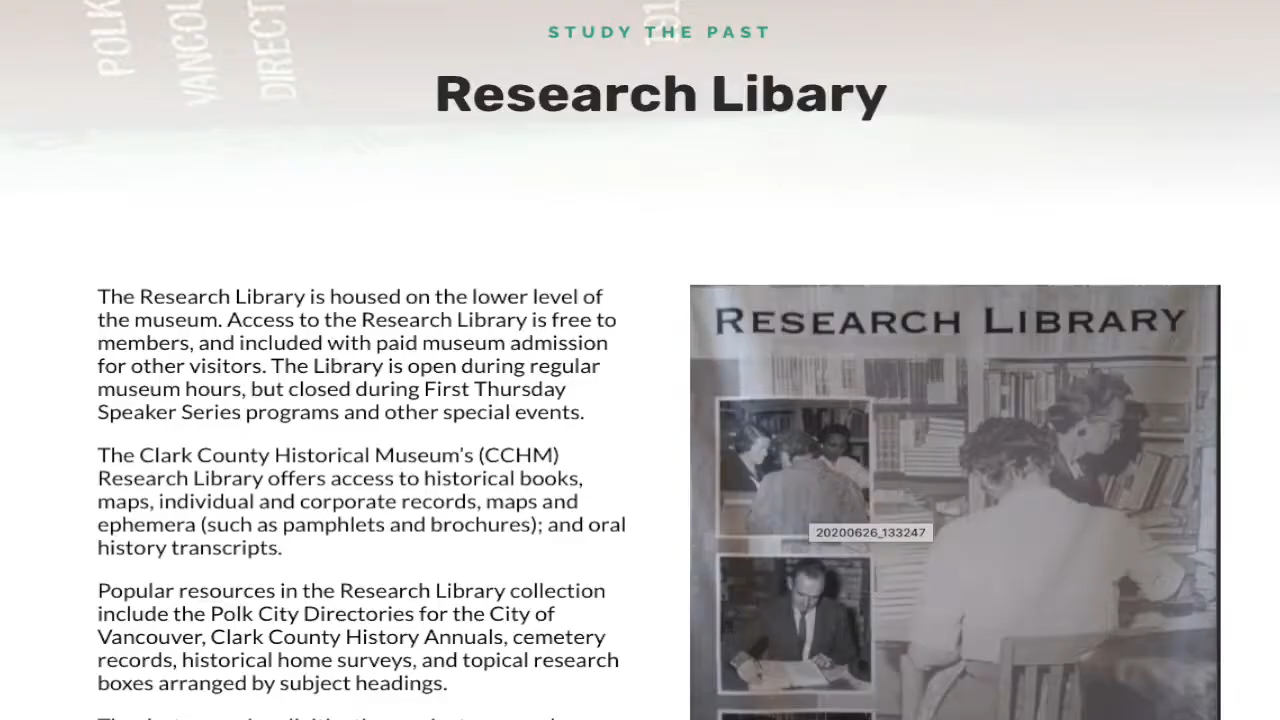 POLK
VANCOU
DIRECT
191
STUDY THE PAST
Research Libary
The Research Library is housed on the lower level of
the museum. Access to the Research Library is free to
members, and included with paid museum admission
for other visitors. The Library is open during regular
museum hours, but closed during First Thursday
Speaker Series programs and other special events.
The Clark County Historical Museum's (CCHM)
Research Library offers access to historical books,
maps, individual and corporate records, maps and
ephemera (such as pamphlets and brochures); and oral
history transcripts.
Popular resources in the Research Library collection
include the Polk City Directories for the City of
Vancouver, Clark County History Annuals, cemetery
records, historical home surveys, and topical research
boxes arranged by subject headings.
RESEARCH LIBRARY
20200626_133247